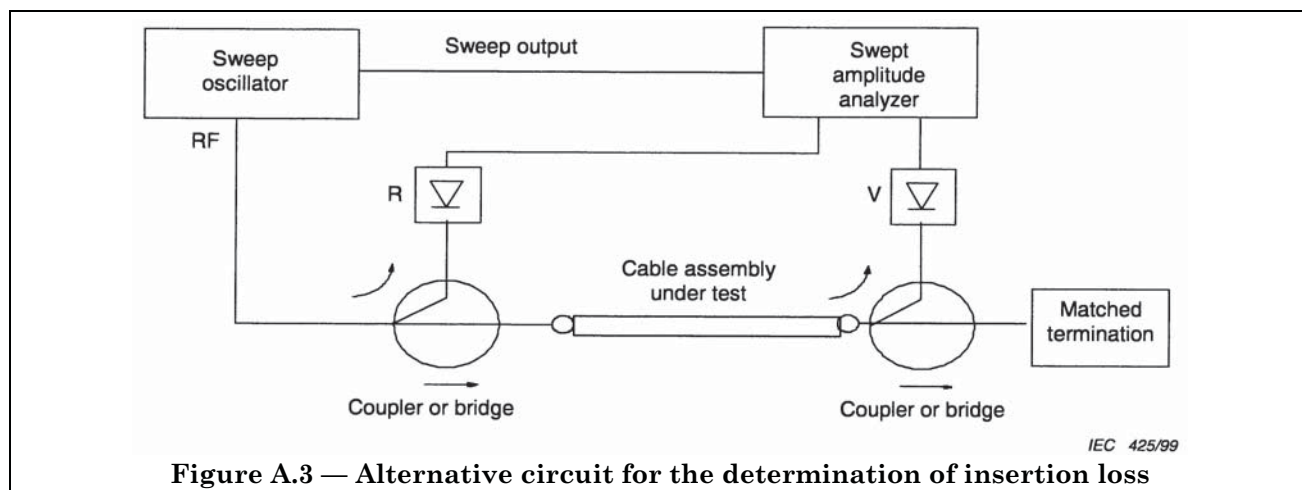 Sweep
oscillator
Sweep output
Swept
amplitude
analyzer
RF
R
V
Cable assembly
under test
Matched
termination
Coupler or bridge
Coupler or bridge
IEC 425/99
Figure A.3 — Alternative circuit for the determination of insertion loss